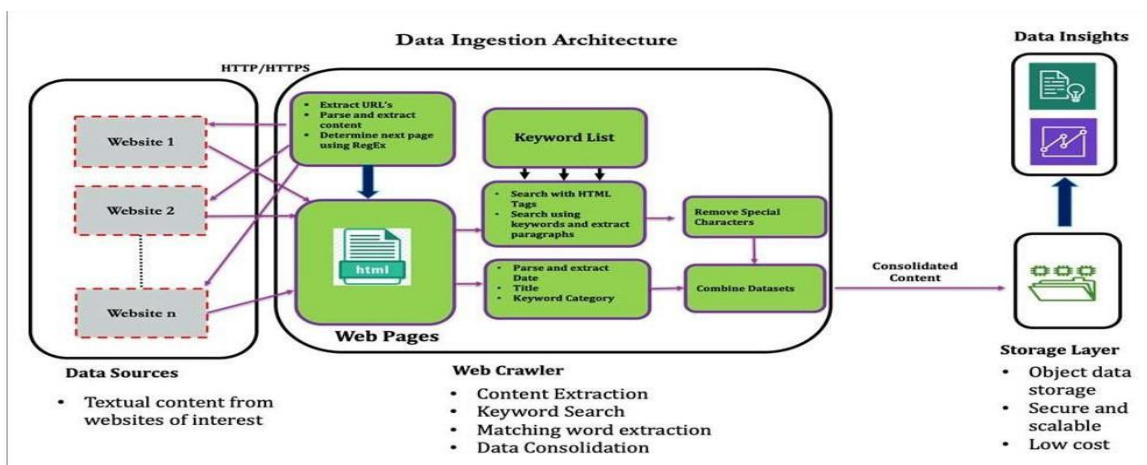 Data Ingestion Architecture
Data Insights
HTTP/HTTPS
Website 1
Website 2
Website n
Data Sources
• Textual content from
websites of interest
• Extract URL's
• Parse and extract
content
• Determine next page
using RegEx
html
Web Pages
Keyword List
• Search with HTML
Tags
• Search using
keywords and extract
paragraphs
• Parse and extract
Date
• Title
• Keyword Category
Remove Special
Characters
Combine Datasets
Web Crawler
• Content Extraction
• Keyword Search
• Matching word extraction
• Data Consolidation
Consolidated
Content
Storage Layer
• Object data
storage
• Secure and
scalable
• Low cost